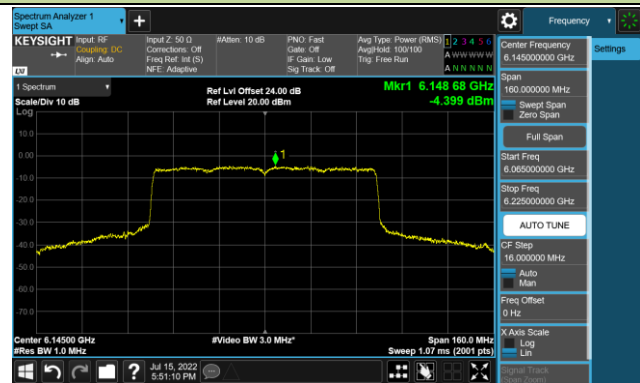 Spectrum Analyzer 1
Swept SA
Frequency
KEYSIGHT
Input: RF
Coupling: DC
Align: Auto
Input Z: 50 Ω
Corrections: Off
Freq Ref: Int (S)
NFE: Adaptive
#Atten: 10 dB
PNO: Fast
Gate: Off
IF Gain: Low
Sig Track: Off
Avg Type: Power (RMS)
Avg|Hold: 100/100
Trig: Free Run
1 2 3 4 5 6
A W W W W W
A N N N N N
LXI
1 Spectrum
Scale/Div 10 dB
Log
Ref Lvl Offset 24.00 dB
Ref Level 20.00 dBm
Mkr1 6.148 68 GHz
-4.399 dBm
1
10.0
0.00
-10.0
-20.0
-30.0
-40.0
-50.0
-60.0
-70.0
Center 6.14500 GHz
#Res BW 1.0 MHz
#Video BW 3.0 MHz*
Span 160.0 MHz
Sweep 1.07 ms (2001 pts)
Jul 15, 2022
5:51:10 PM
Center Frequency
6.145000000 GHz
Span
160.000000 MHz
Swept Span
Zero Span
Full Span
Start Freq
6.065000000 GHz
Stop Freq
6.225000000 GHz
AUTO TUNE
CF Step
16.000000 MHz
Auto
Man
Freq Offset
0 Hz
X Axis Scale
Log
Lin
Signal Track
(Span Zoom)
Settings